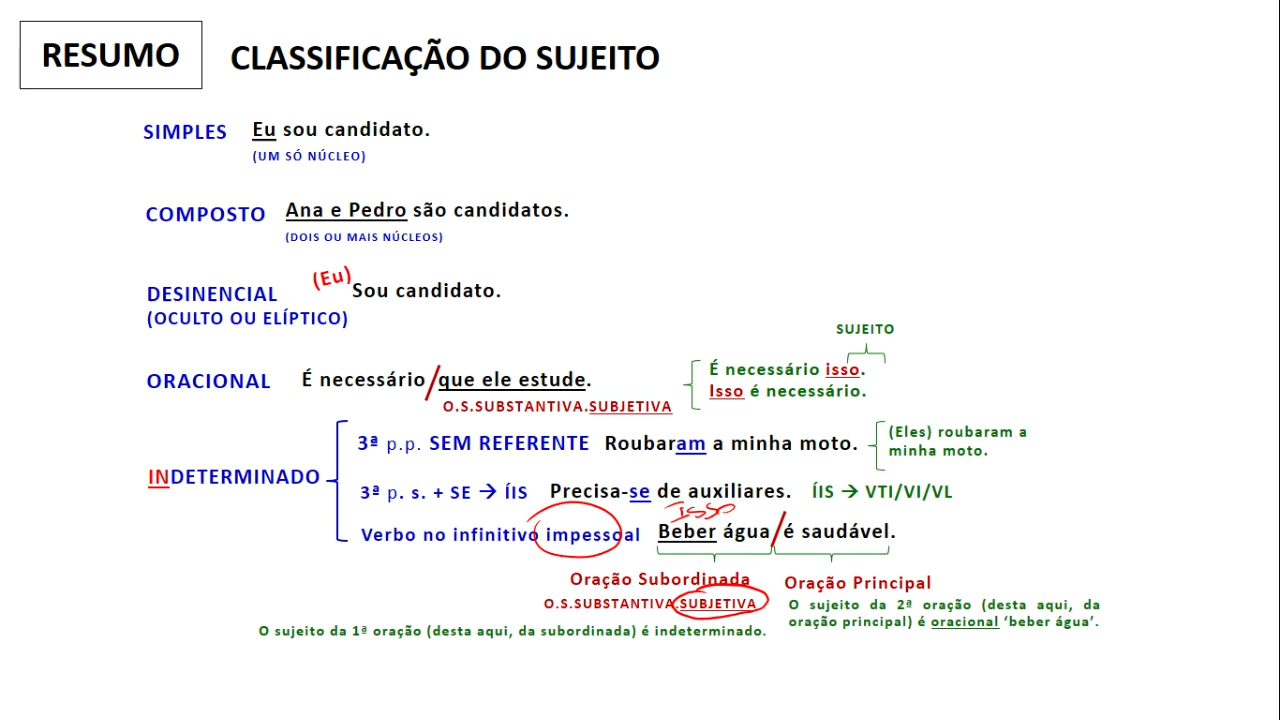 RESUMO CLASSIFICAÇÃO DO SUJEITO
SIMPLES Eu sou candidato.
(UM SÓ NÚCLEO)
COMPOSTO Ana e Pedro são candidatos.
(DOIS OU MAIS NÚCLEOS)
DESINENCIAL (Eu) Sou candidato.
(OCULTO OU ELÍPTICO)
SUJEITO
ORACIONAL É necessário/que ele estude.
O.S.SUBSTANTIVA.SUBJETIVA
É necessário isso.
Isso é necessário.
INDETERMINADO
3ª p.p. SEM REFERENTE Roubaram a minha moto.
(Eles) roubaram a
minha moto.
3ª p. s. + SE → ÍIS Precisa-se de auxiliares. ÍIS → VTI/VI/VL
ISSO
Verbo no infinitivo impessoal Beber água/é saudável.
Oração Subordinada
O.S.SUBSTANTIVA.SUBJETIVA
O sujeito da 1ª oração (desta aqui, da subordinada) é indeterminado.
Oração Principal
O sujeito da 2ª oração (desta aqui, da
oração principal) é oracional ‘beber água’.